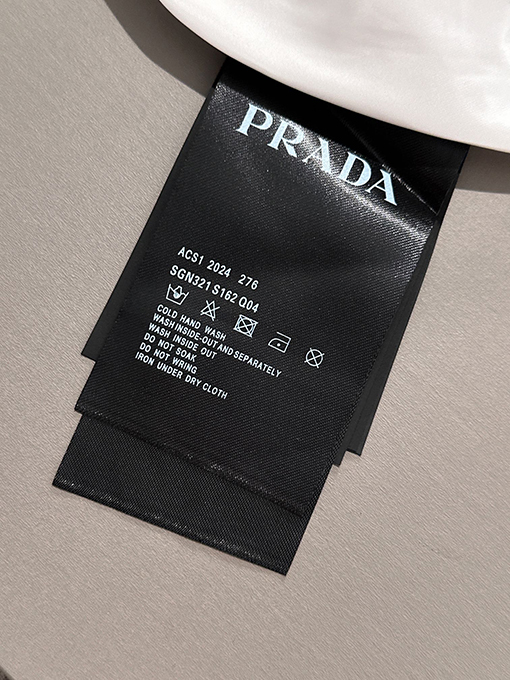 PRADA
ACS1 2024 276
SGN321 S162 Q04
COLD HAND WASH
WASH INSIDE-OUT AND SEPARATELY
WASH INSIDE OUT
DO NOT SOAK
DO NOT WRING
IRON UNDER DRY CLOTH